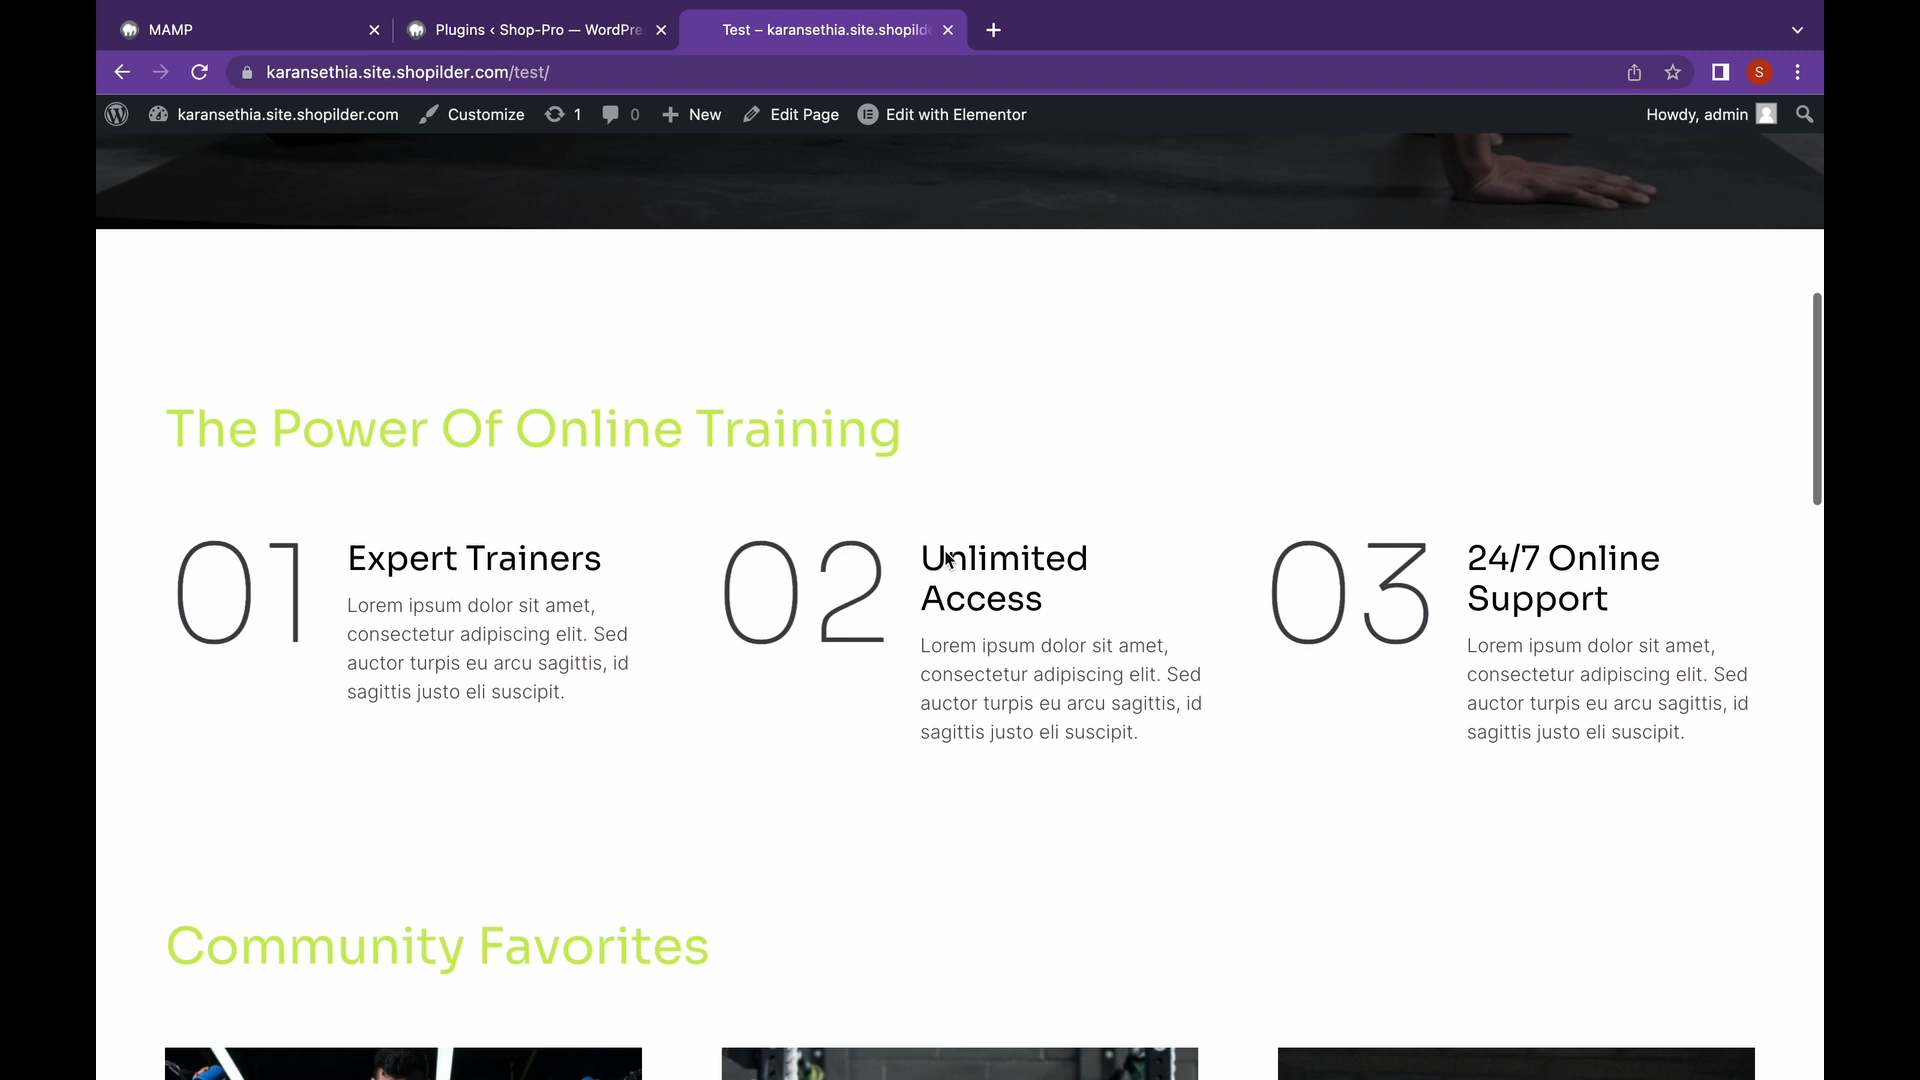 MAMP
Plugins ‹ Shop-Pro — WordPre
Test – karansethia.site.shopilde
karansethia.site.shopilder.com/test/
S
karansethia.site.shopilder.com
Customize
1
0
New
Edit Page
Edit with Elementor
Howdy, admin
The Power Of Online Training
01
Expert Trainers
Lorem ipsum dolor sit amet,
consectetur adipiscing elit. Sed
auctor turpis eu arcu sagittis, id
sagittis justo eli suscipit.
02
Unlimited
Access
Lorem ipsum dolor sit amet,
consectetur adipiscing elit. Sed
auctor turpis eu arcu sagittis, id
sagittis justo eli suscipit.
03
24/7 Online
Support
Lorem ipsum dolor sit amet,
consectetur adipiscing elit. Sed
auctor turpis eu arcu sagittis, id
sagittis justo eli suscipit.
Community Favorites